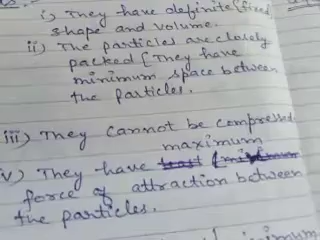 i) They have definite [fixed
shape and volume.
ii) The particles are closely
packed [They have
minimum space between
the particles.
iii) They cannot be compressed
maximum
iv) They have
force of attraction between
the particles.